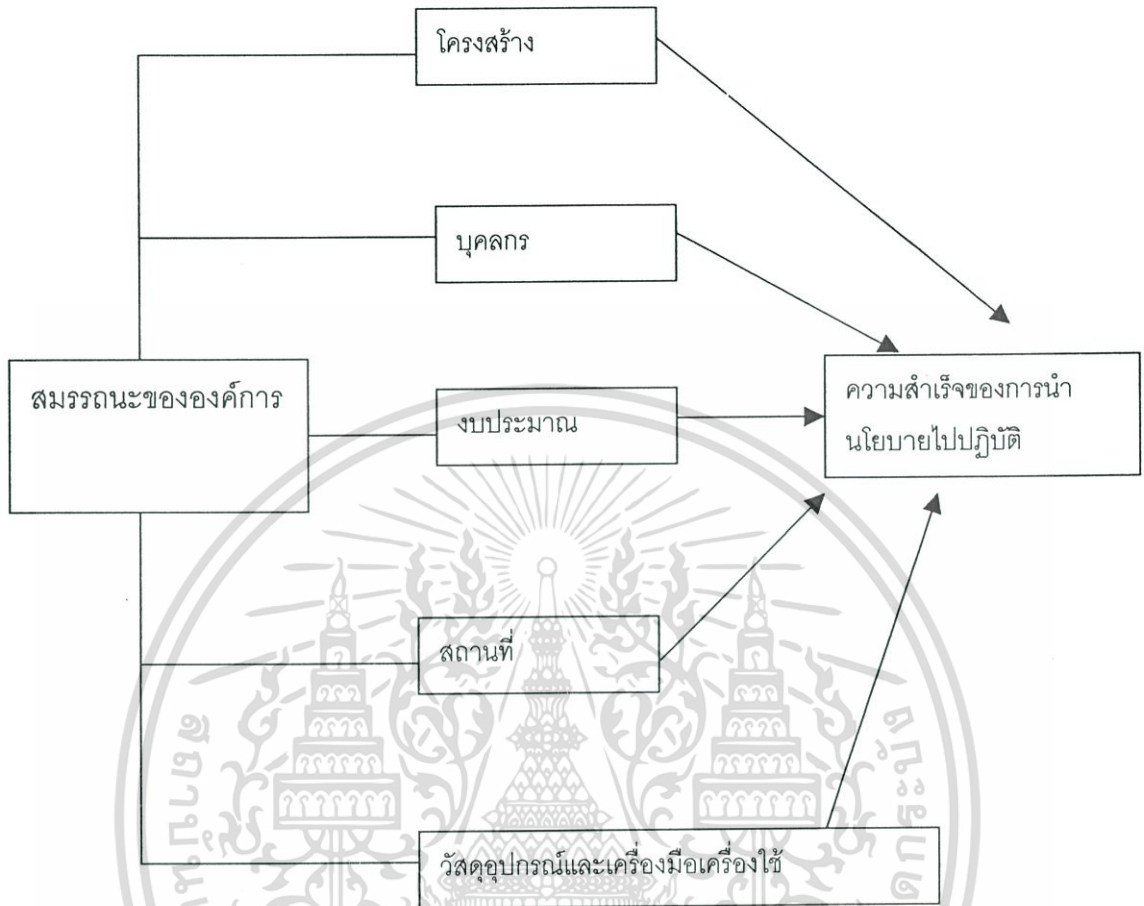 โครงสร้าง
บุคลากร
สมรรถนะขององค์การ
งบประมาณ
ความสำเร็จของการนำ
นโยบายไปปฏิบัติ
สถานที่
วัสดุอุปกรณ์และเครื่องมือเครื่องใช้